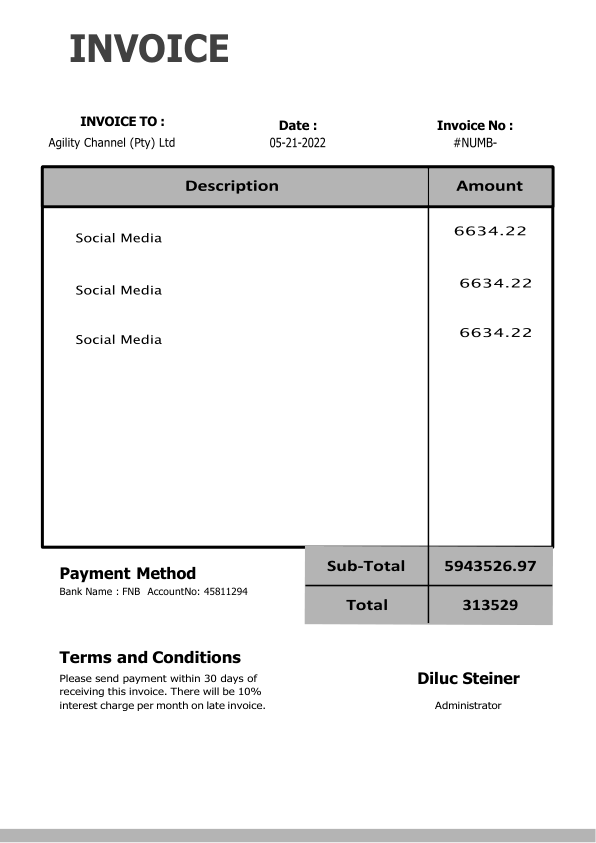 INVOICE
INVOICE TO :
Agility Channel (Pty) Ltd
Date :
05-21-2022
Invoice No :
#NUMB-
Description Amount
Social Media 6634.22
Social Media 6634.22
Social Media 6634.22
Sub-Total 5943526.97
Total 313529
Payment Method
Bank Name : FNB AccountNo: 45811294
Terms and Conditions
Please send payment within 30 days of
receiving this invoice. There will be 10%
interest charge per month on late invoice.
Diluc Steiner
Administrator